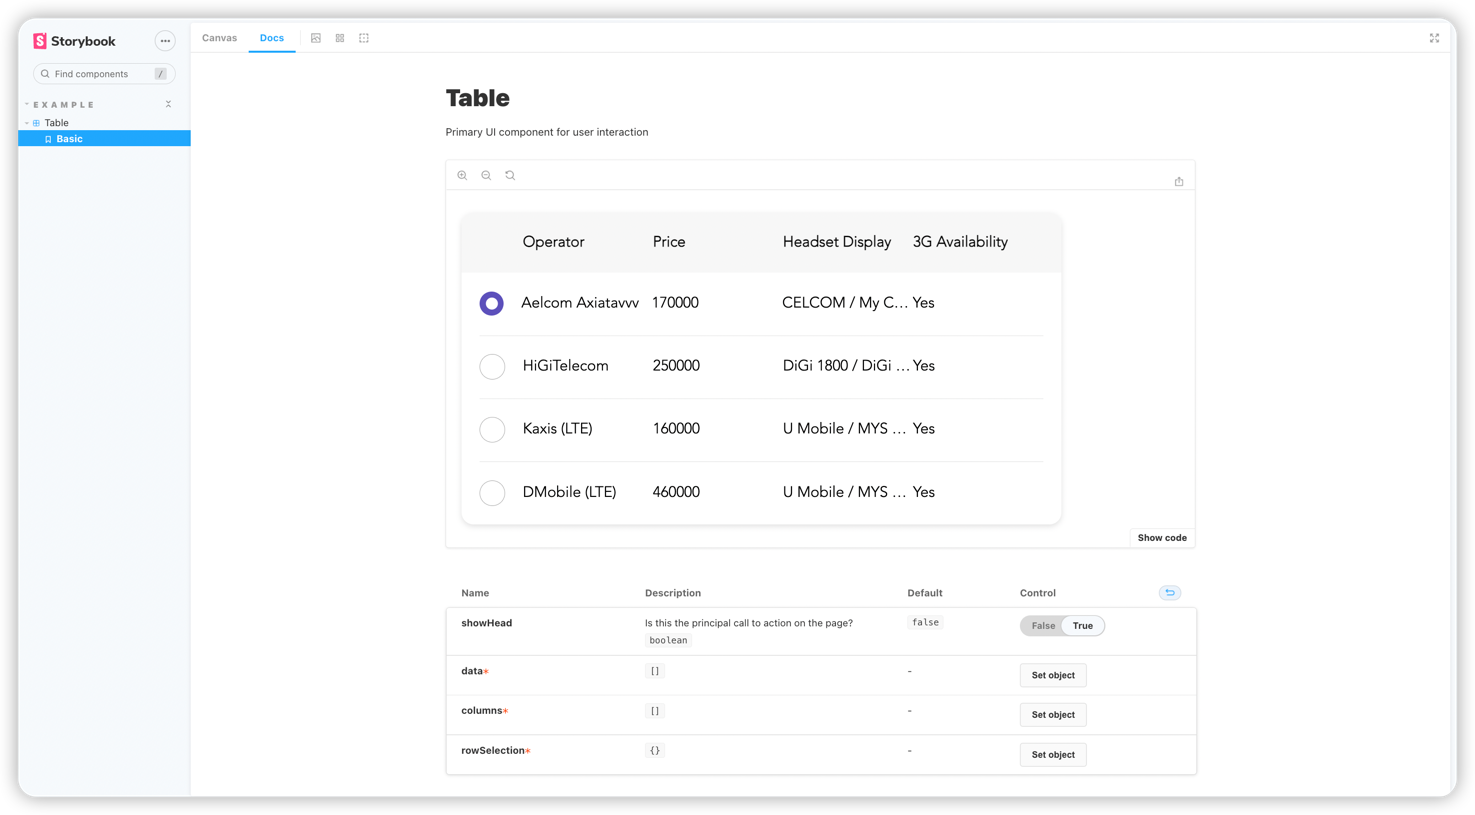 Storybook
Find components
/
EXAMPLE
Table
Basic
Canvas
Docs
Table
Primary UI component for user interaction
Operator Price Headset Display 3G Availability
Aelcom Axiatavvv 170000 CELCOM / My C… Yes
HiGiTelecom 250000 DiGi 1800 / DiGi … Yes
Kaxis (LTE) 160000 U Mobile / MYS … Yes
DMobile (LTE) 460000 U Mobile / MYS … Yes
Show code
Name Description Default Control
showHead Is this the principal call to action on the page? false False True
boolean
data* [] - Set object
columns* [] - Set object
rowSelection* {} - Set object